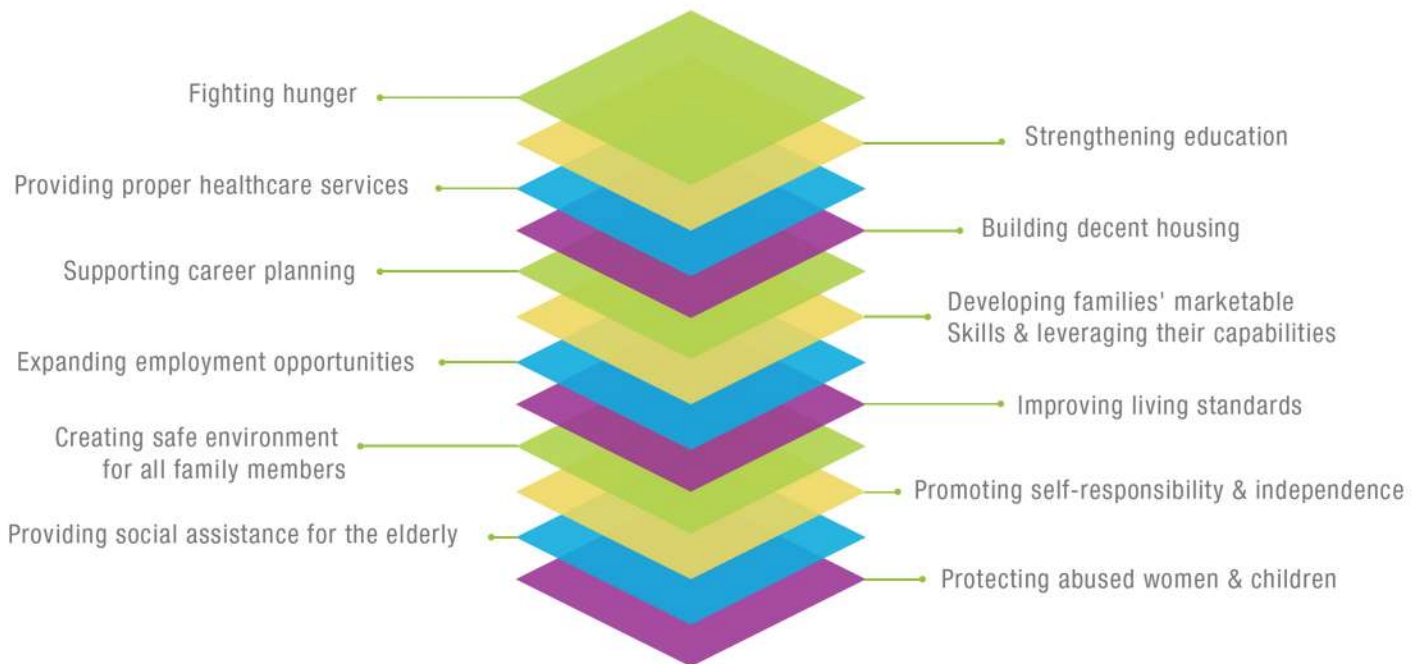 Fighting hunger
Strengthening education
Providing proper healthcare services
Building decent housing
Supporting career planning
Developing families' marketable
Skills & leveraging their capabilities
Expanding employment opportunities
Improving living standards
Creating safe environment
for all family members
Promoting self-responsibility & independence
Providing social assistance for the elderly
Protecting abused women & children